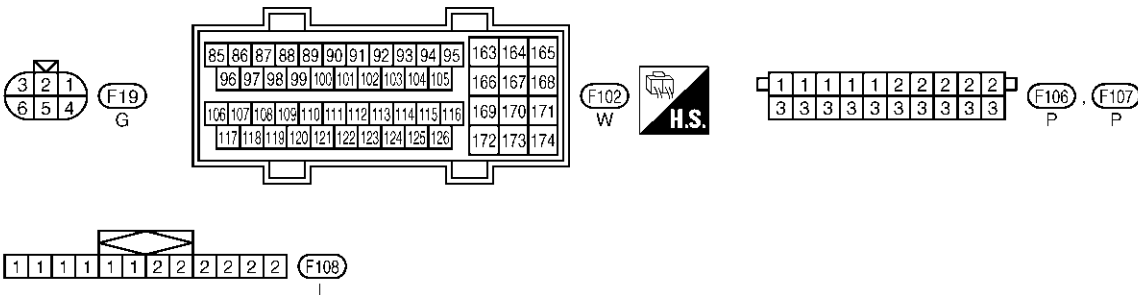 3 2 1
6 5 4
F19
G
85 86 87 88 89 90 91 92 93 94 95
96 97 98 99 100 101 102 103 104 105
106 107 108 109 110 111 112 113 114 115 116
117 118 119 120 121 122 123 124 125 126
163 164 165
166 167 168
169 170 171
172 173 174
F102
W
H.S.
1 1 1 1 1 2 2 2 2 2
3 3 3 3 3 3 3 3 3 3
F106 , F107
P P
1 1 1 1 1 1 2 2 2 2 2 2
F108
L